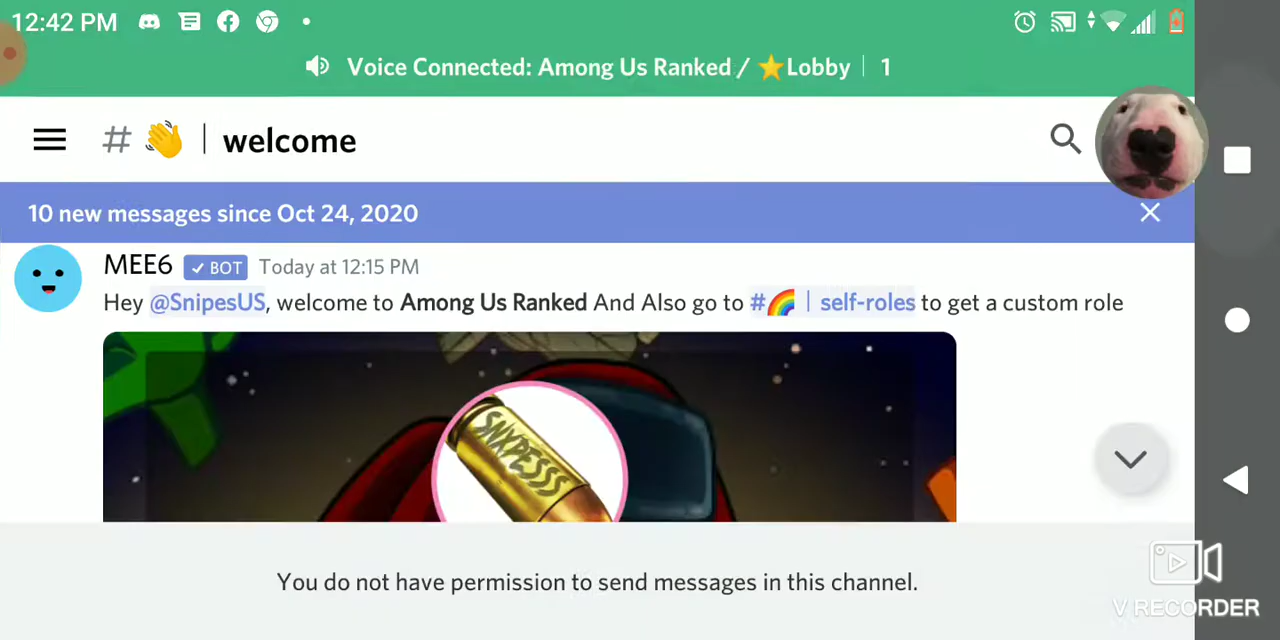 12:42 PM
Voice Connected: Among Us Ranked / ⭐Lobby 1
# 👋 | welcome
10 new messages since Oct 24, 2020
MEE6 ✓ BOT Today at 12:15 PM
Hey @SnipesUS, welcome to Among Us Ranked And Also go to #🌈 | self-roles to get a custom role
SNXPESSS
You do not have permission to send messages in this channel.
V RECORDER